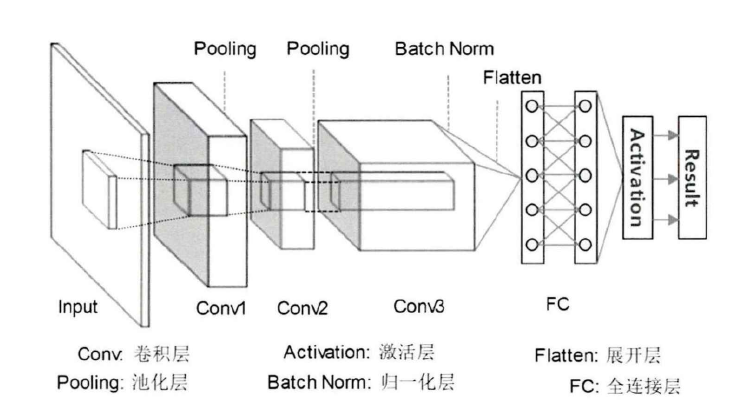 Pooling Pooling Batch Norm
Flatten
Activation
Result
Input Conv1 Conv2 Conv3 FC
Conv: 卷积层 Activation: 激活层 Flatten: 展开层
Pooling: 池化层 Batch Norm: 归一化层 FC: 全连接层